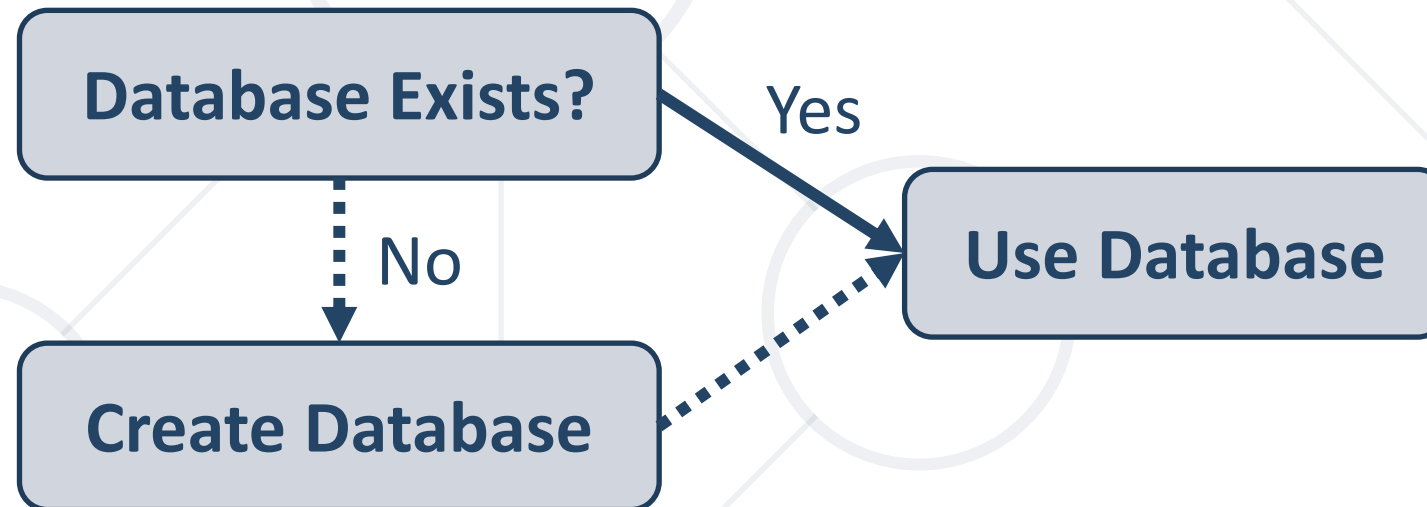 Database Exists?
Yes
No
Use Database
Create Database